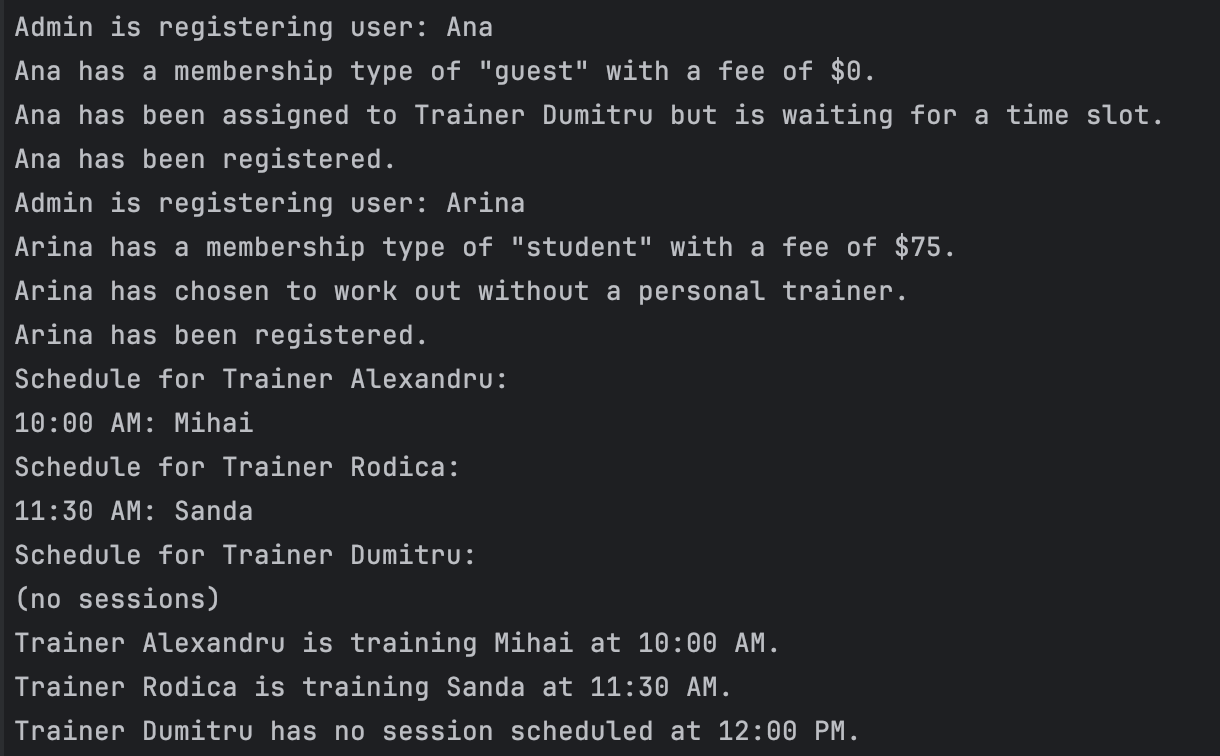 Admin is registering user: Ana
Ana has a membership type of "guest" with a fee of $0.
Ana has been assigned to Trainer Dumitru but is waiting for a time slot.
Ana has been registered.
Admin is registering user: Arina
Arina has a membership type of "student" with a fee of $75.
Arina has chosen to work out without a personal trainer.
Arina has been registered.
Schedule for Trainer Alexandru:
10:00 AM: Mihai
Schedule for Trainer Rodica:
11:30 AM: Sanda
Schedule for Trainer Dumitru:
(no sessions)
Trainer Alexandru is training Mihai at 10:00 AM.
Trainer Rodica is training Sanda at 11:30 AM.
Trainer Dumitru has no session scheduled at 12:00 PM.